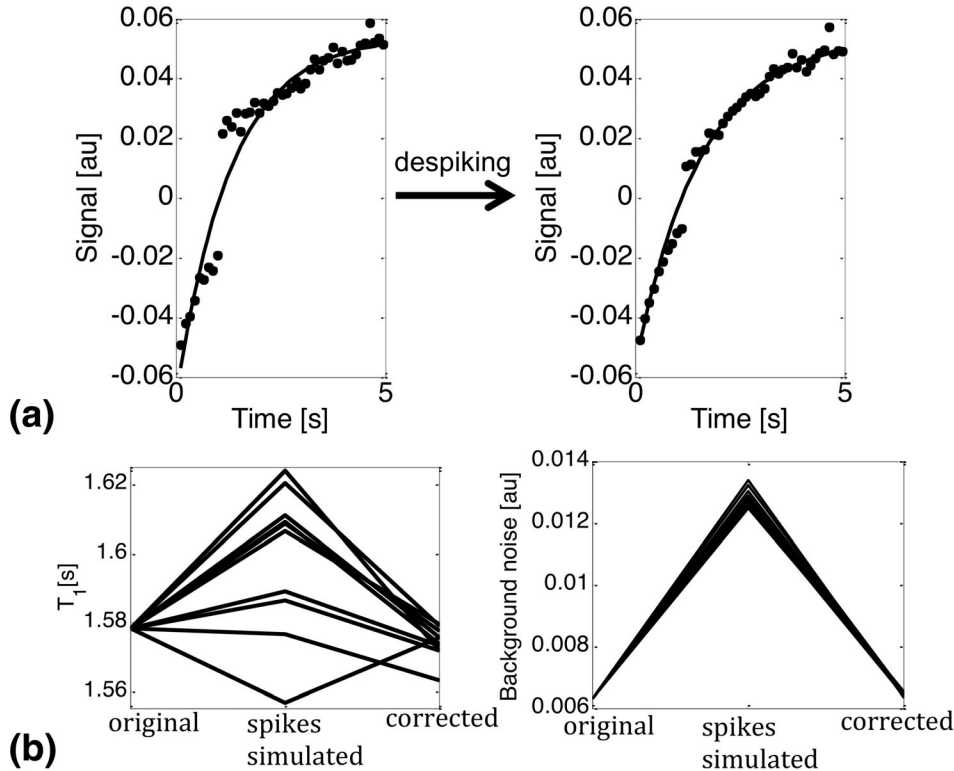 0.06
0.04
0.02
0
-0.02
-0.04
-0.06
Signal [au]
0
5
Time [s]
despiking
0.06
0.04
0.02
0
-0.02
-0.04
-0.06
Signal [au]
0
5
Time [s]
(a)
1.62
1.6
1.58
1.56
T1[s]
original
spikes
simulated
corrected
0.014
0.012
0.01
0.008
0.006
Background noise [au]
original
spikes
simulated
corrected
(b)